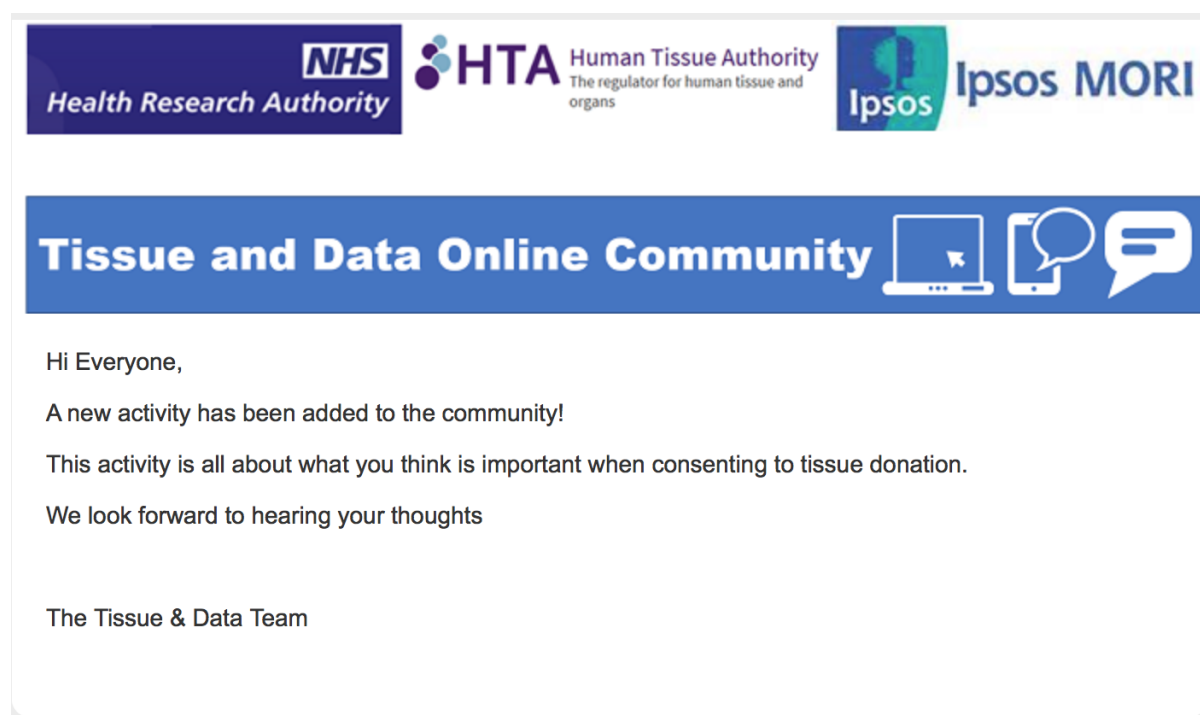 NHS
Health Research Authority
HTA
Human Tissue Authority
The regulator for human tissue and
organs
Ipsos
Ipsos MORI
Tissue and Data Online Community
Hi Everyone,
A new activity has been added to the community!
This activity is all about what you think is important when consenting to tissue donation.
We look forward to hearing your thoughts
The Tissue & Data Team